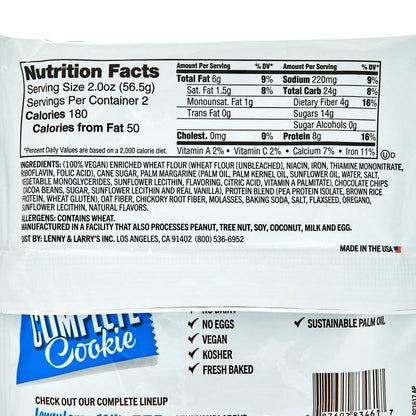 Nutrition Facts
Serving Size 2.0oz (56.5g)
Servings Per Container 2
Calories 180
Calories from Fat 50
*Percent Daily Values are based on a 2,000 calorie diet.
Amount Per Serving % DV*
Total Fat 6g 9%
Sat. Fat 1.5g 8%
Monounsat. Fat 1g
Trans Fat 0g
Cholest. 0mg 0%
Amount Per Serving % DV*
Sodium 220mg 9%
Total Carb 24g 8%
Dietary Fiber 4g 16%
Sugars 14g
Sugar Alcohols 0g
Protein 8g 16%
Vitamin A 2% • Vitamin C 2% • Calcium 7% • Iron 11%
U D
INGREDIENTS: (100% VEGAN) ENRICHED WHEAT FLOUR (WHEAT FLOUR (UNBLEACHED), NIACIN, IRON, THIAMINE MONONITRATE,
RIBOFLAVIN, FOLIC ACID), CANE SUGAR, PALM MARGARINE (PALM OIL, PALM KERNEL OIL, SUNFLOWER OIL, WATER, SALT,
VEGETABLE MONOGLYCERIDES, SUNFLOWER LECITHIN, FLAVORING, CITRIC ACID, VITAMIN A PALMITATE), CHOCOLATE CHIPS
(COCOA BEANS, SUGAR, SUNFLOWER LECITHIN AND REAL VANILLA), PROTEIN BLEND (PEA PROTEIN ISOLATE, BROWN RICE
PROTEIN, WHEAT GLUTEN), OAT FIBER, CHICKORY ROOT FIBER, MOLASSES, BAKING SODA, SALT, FLAXSEED, OREGANO,
SUNFLOWER LECITHIN, NATURAL FLAVORS.
ALLERGENS: CONTAINS WHEAT.
MANUFACTURED IN A FACILITY THAT ALSO PROCESSES PEANUT, TREE NUT, SOY, COCONUT, MILK AND EGG.
DIST BY: LENNY & LARRY'S INC. LOS ANGELES, CA 91402 (800) 536-6952
MADE IN THE USA
COMPLETE
Cookie
✓ NO DAIRY
✓ NO EGGS
✓ VEGAN
✓ KOSHER
✓ FRESH BAKED
✓ SUSTAINABLE PALM OIL
CHECK OUT OUR COMPLETE LINEUP